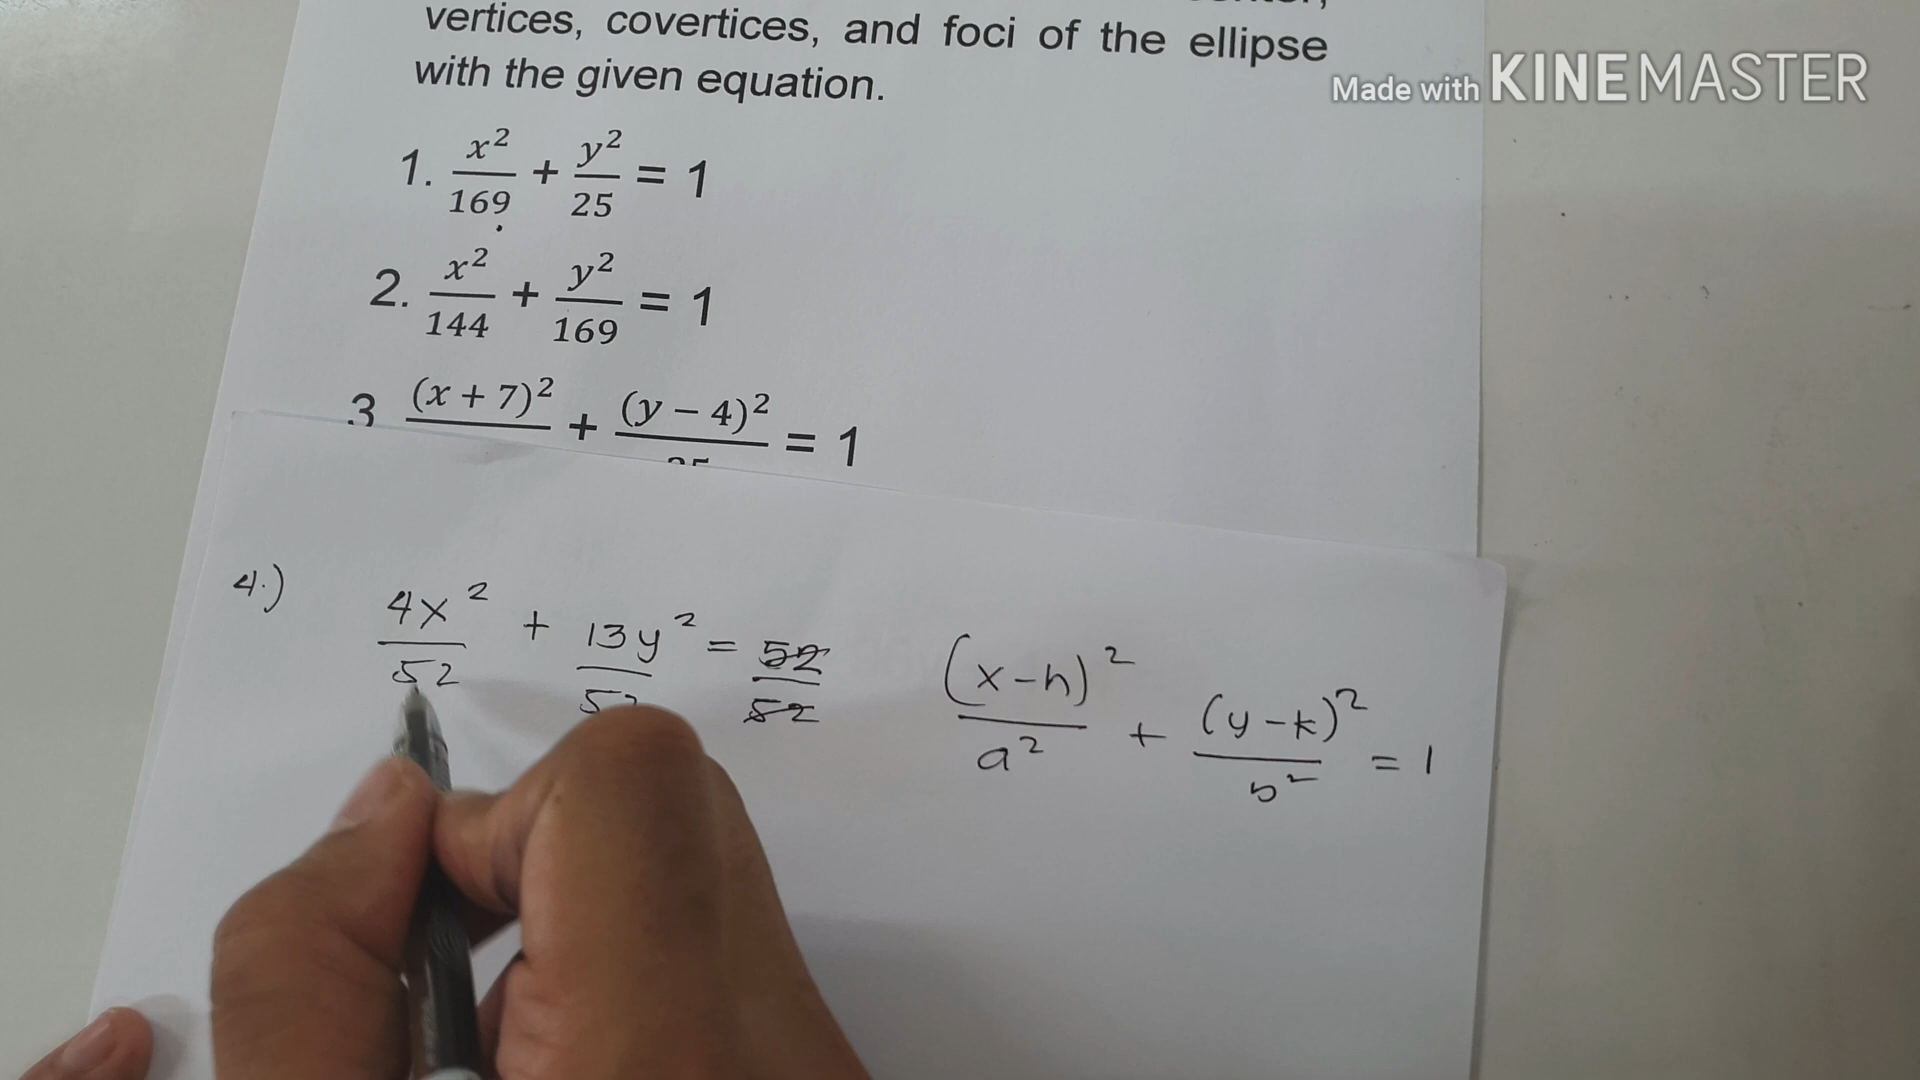 vertices, covertices, and foci of the ellipse
with the given equation.
Made with KINEMASTER
1. x²/169 + y²/25 = 1
2. x²/144 + y²/169 = 1
3 (x + 7)² + (y − 4)² = 1
4.) 4x²/52 + 13y²/52 = 52/52
(x-h)²/a² + (y-k)²/b² = 1